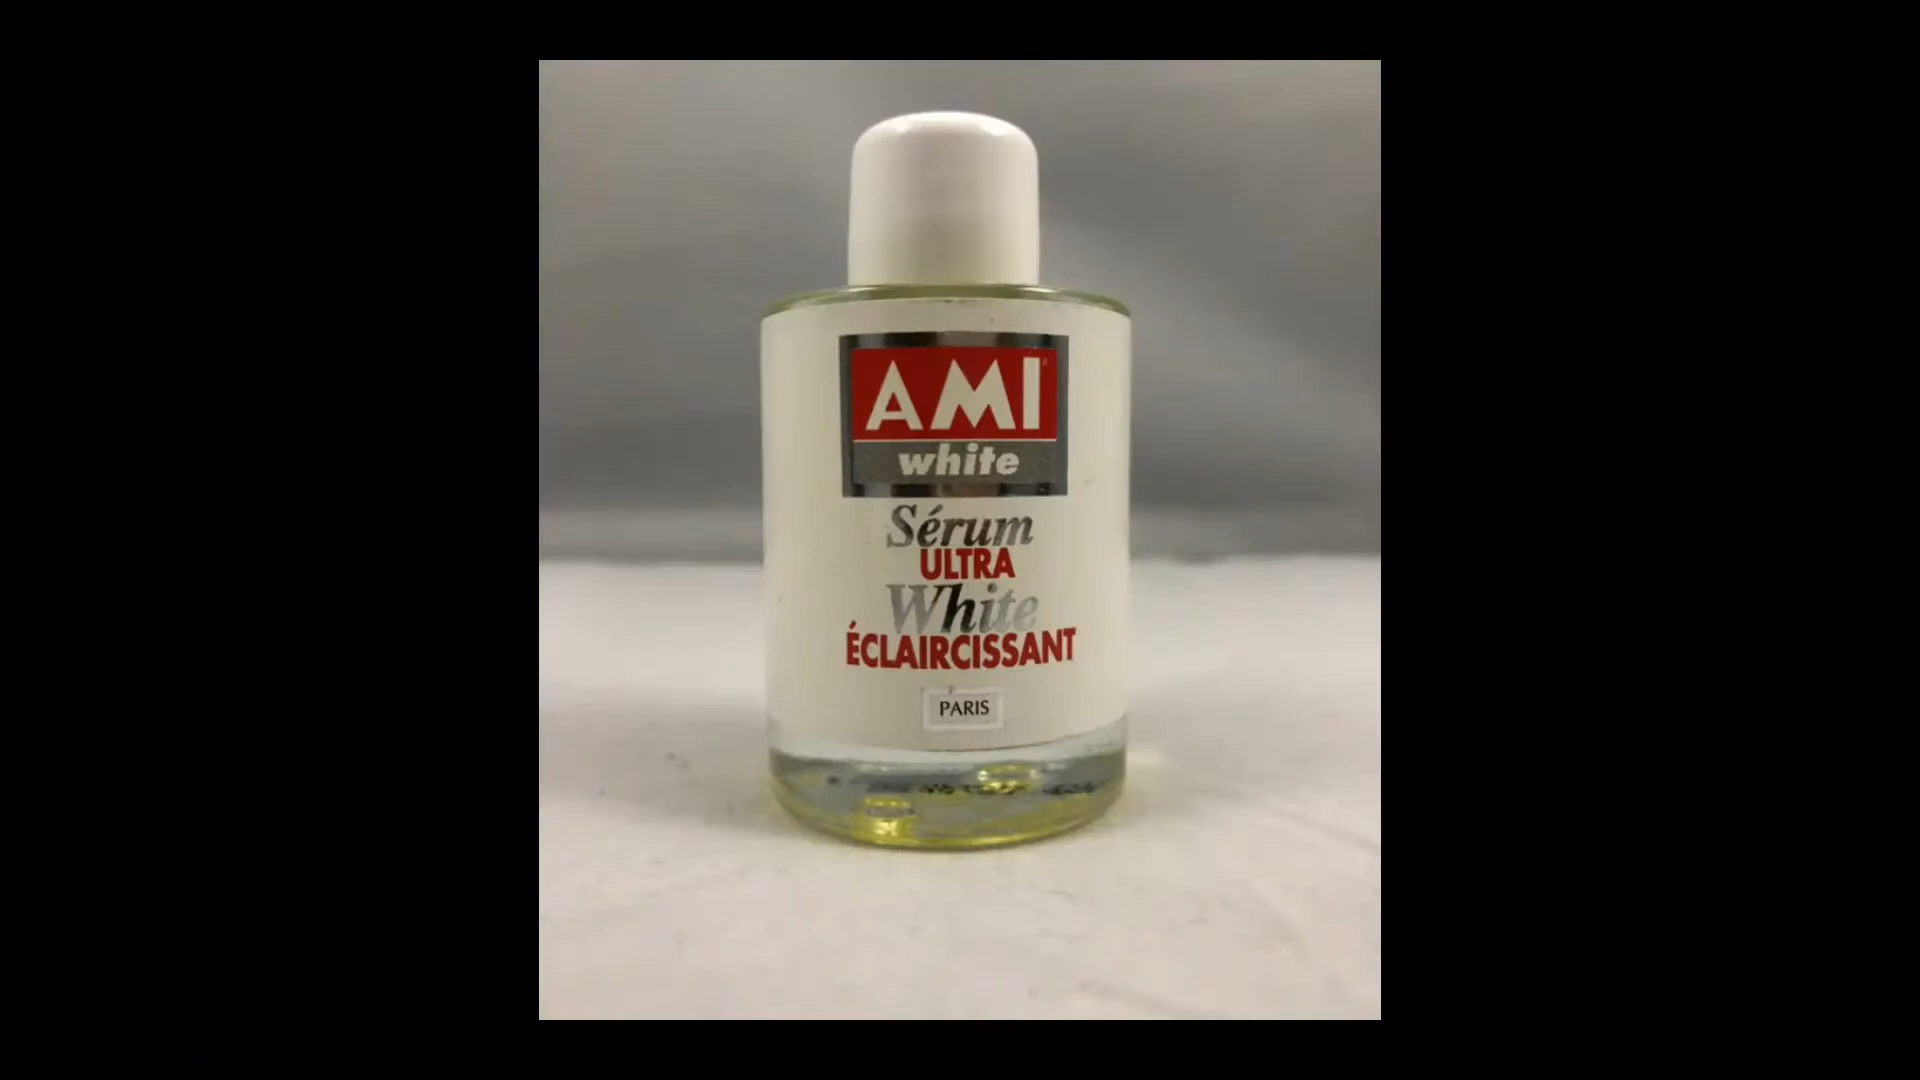 AMI
white
Sérum
ULTRA
White
ÉCLAIRCISSANT
PARIS